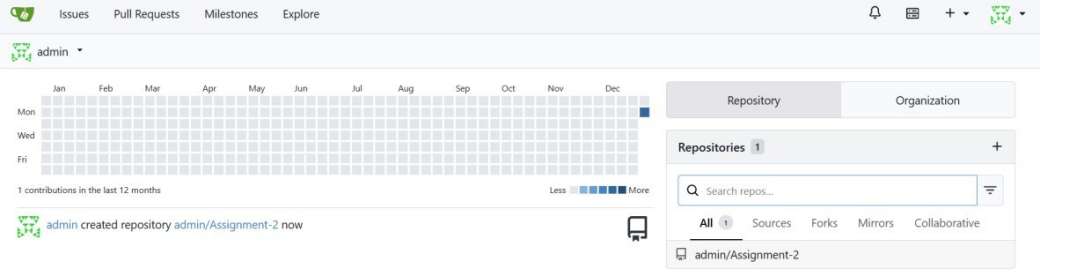 Issues Pull Requests Milestones Explore
admin
Jan Feb Mar Apr May Jun Jul Aug Sep Oct Nov Dec
Mon
Wed
Fri
1 contributions in the last 12 months Less More
admin created repository admin/Assignment-2 now
Repository Organization
Repositories 1
Search repos...
All 1 Sources Forks Mirrors Collaborative
admin/Assignment-2